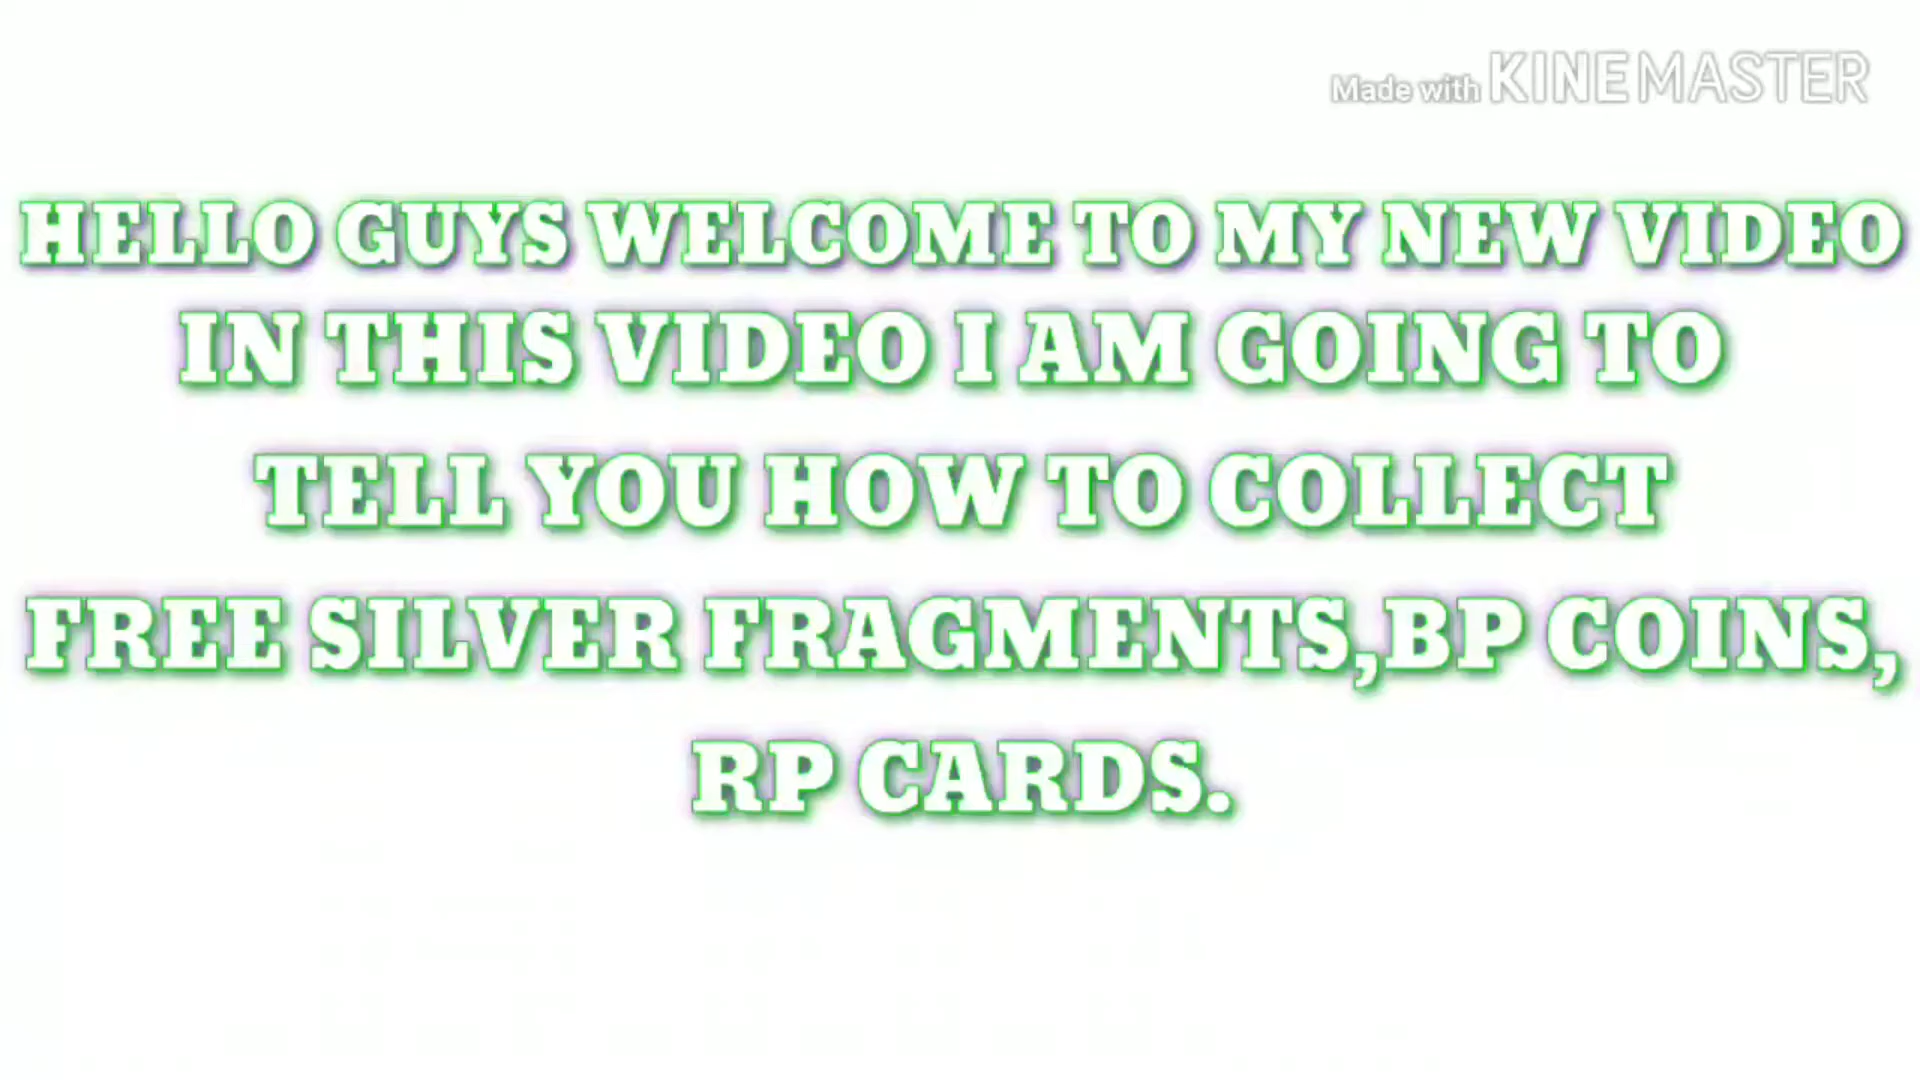 Made with KINEMASTER
HELLO GUYS WELCOME TO MY NEW VIDEO
IN THIS VIDEO I AM GOING TO
TELL YOU HOW TO COLLECT
FREE SILVER FRAGMENTS,BP COINS,
RP CARDS.